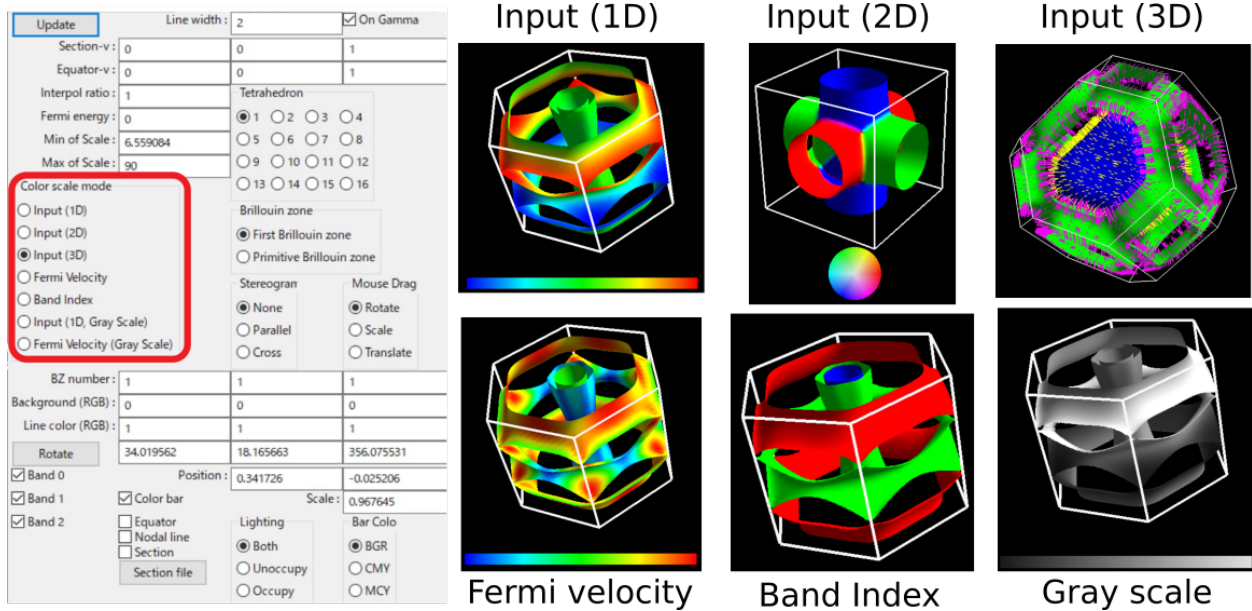 Update Line width : 2 On Gamma
Section-v : 0 0 1
Equator-v : 0 0 1
Interpol ratio : 1 Tetrahedron
Fermi energy : 0 1 2 3 4
Min of Scale : 6.559084 5 6 7 8
Max of Scale : 90 9 10 11 12
13 14 15 16
Color scale mode
Input (1D)
Input (2D)
Input (3D)
Fermi Velocity
Band Index
Input (1D, Gray Scale)
Fermi Velocity (Gray Scale)
Brillouin zone
First Brillouin zone
Primitive Brillouin zone
Stereogran
None
Parallel
Cross
Mouse Drag
Rotate
Scale
Translate
BZ number : 1 1 1
Background (RGB) : 0 0 0
Line color (RGB) : 1 1 1
Rotate 34.019562 18.165663 356.075531
Band 0 Position : 0.341726 -0.025206
Band 1 Color bar Scale : 0.967645
Band 2
Equator
Nodal line
Section
Section file
Lighting
Both
Unoccupy
Occupy
Bar Colo
BGR
CMY
MCY
Input (1D) Input (2D) Input (3D)
Fermi velocity Band Index Gray scale